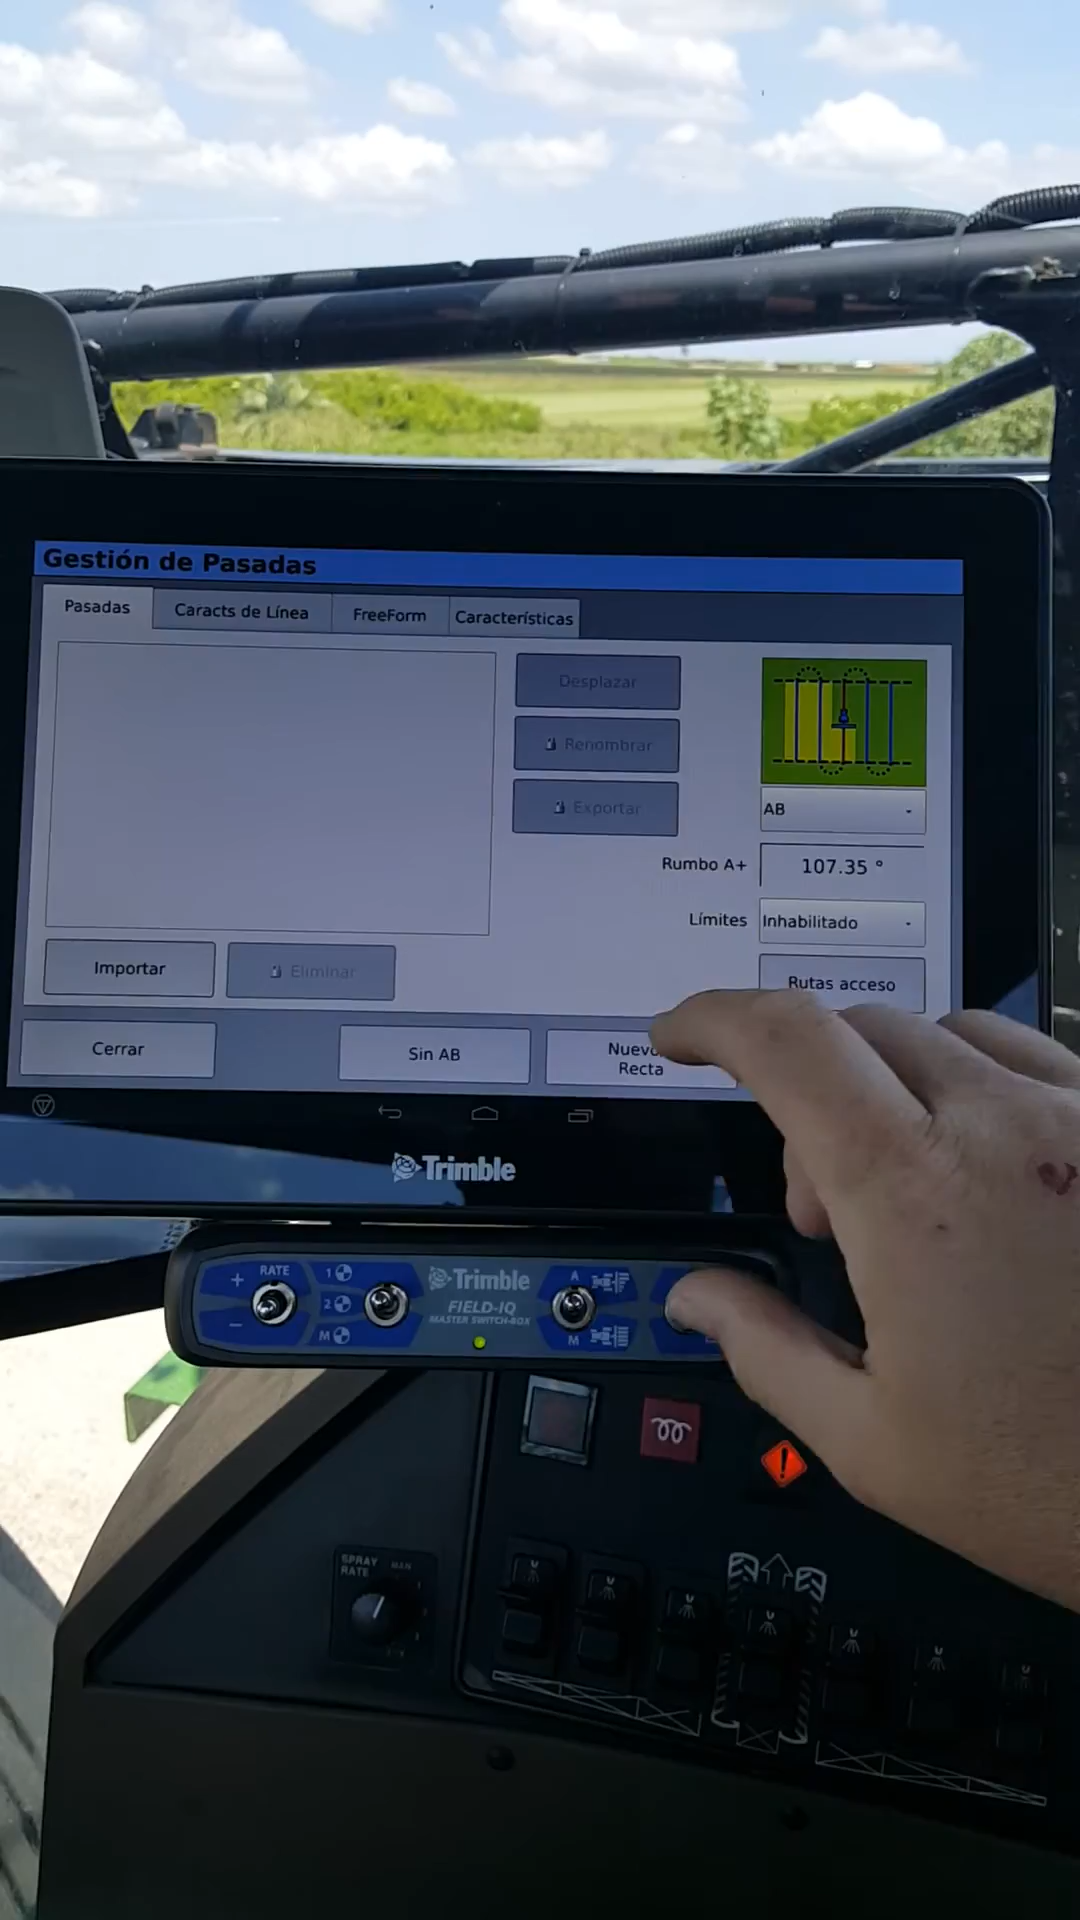 Gestión de Pasadas
Pasadas
Caracts de Línea
FreeForm
Características
Desplazar
Renombrar
Exportar
AB
Rumbo A+
107.35 °
Límites
Inhabilitado
Importar
Eliminar
Rutas acceso
Cerrar
Sin AB
Recta
Trimble
+
RATE
-
1
2
M
Trimble
FIELD-IQ
MASTER SWITCH-BOX
A
M
SPRAY
RATE
MAN